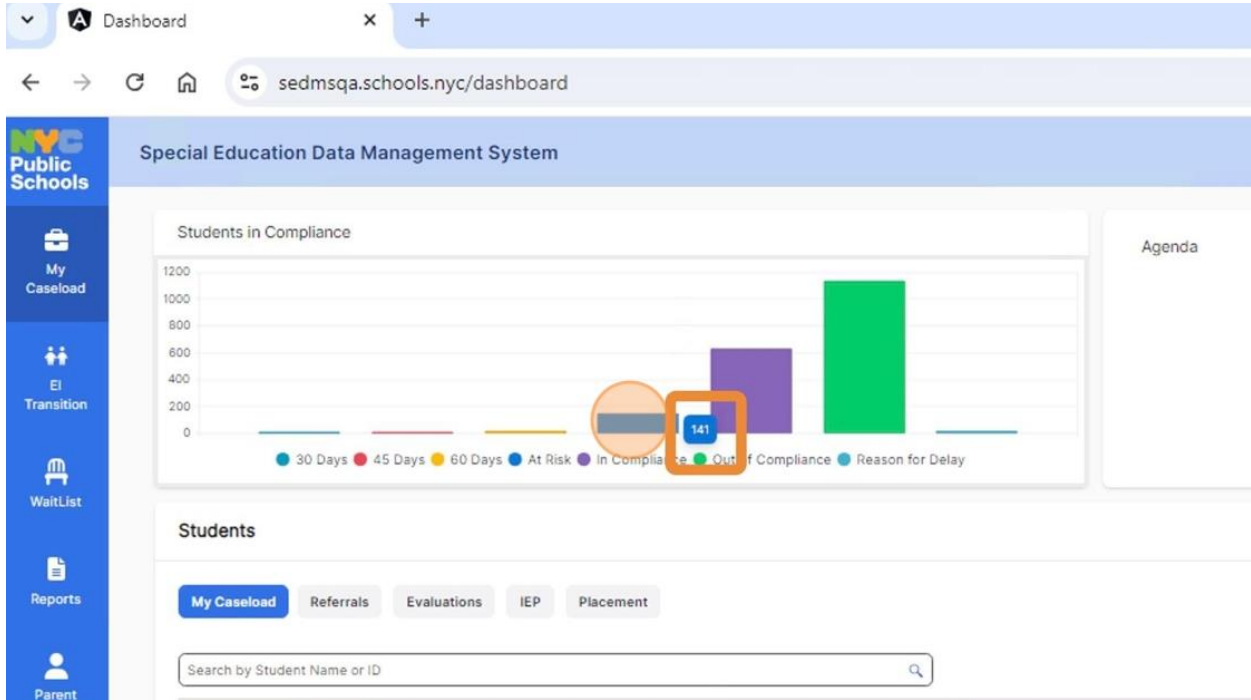 Dashboard
sedmsqa.schools.nyc/dashboard
NYC
Public
Schools
Special Education Data Management System
My
Caseload
EI
Transition
WaitList
Reports
Parent
Students in Compliance
1200
1000
800
600
400
200
0
141
30 Days 45 Days 60 Days At Risk In Compliance Out of Compliance Reason for Delay
Agenda
Students
My Caseload Referrals Evaluations IEP Placement
Search by Student Name or ID